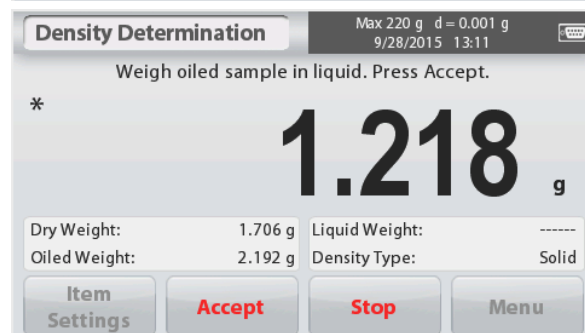 Density Determination
Max 220 g d = 0.001 g
9/28/2015 13:11
Weigh oiled sample in liquid. Press Accept.
*
1.218 g
Dry Weight: 1.706 g Liquid Weight: ------
Oiled Weight: 2.192 g Density Type: Solid
Item Settings Accept Stop Menu